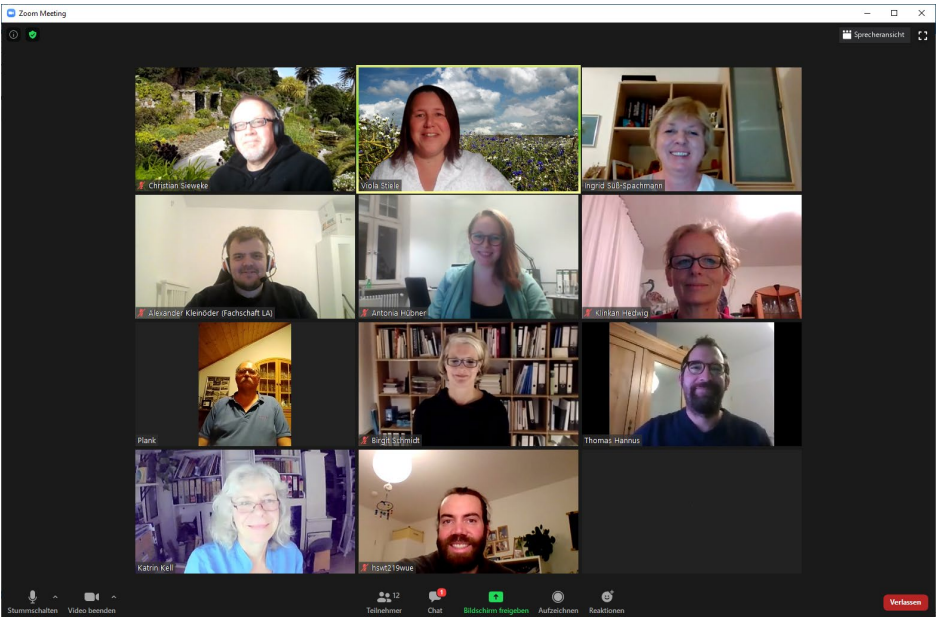 Zoom Meeting
Sprecheransicht
Christian Sieweke
Viola Stiele
Ingrid Süß-Spachmann
Alexander Kleinöder (Fachschaft LA)
Antonia Hübner
Klinkan Hedwig
Plank
Birgit Schmidt
Thomas Hannus
Katrin Kell
hswt219wue
12
1
Stummschalten
Video beenden
Teilnehmer
Chat
Bildschirm freigeben
Aufzeichnen
Reaktionen
Verlassen